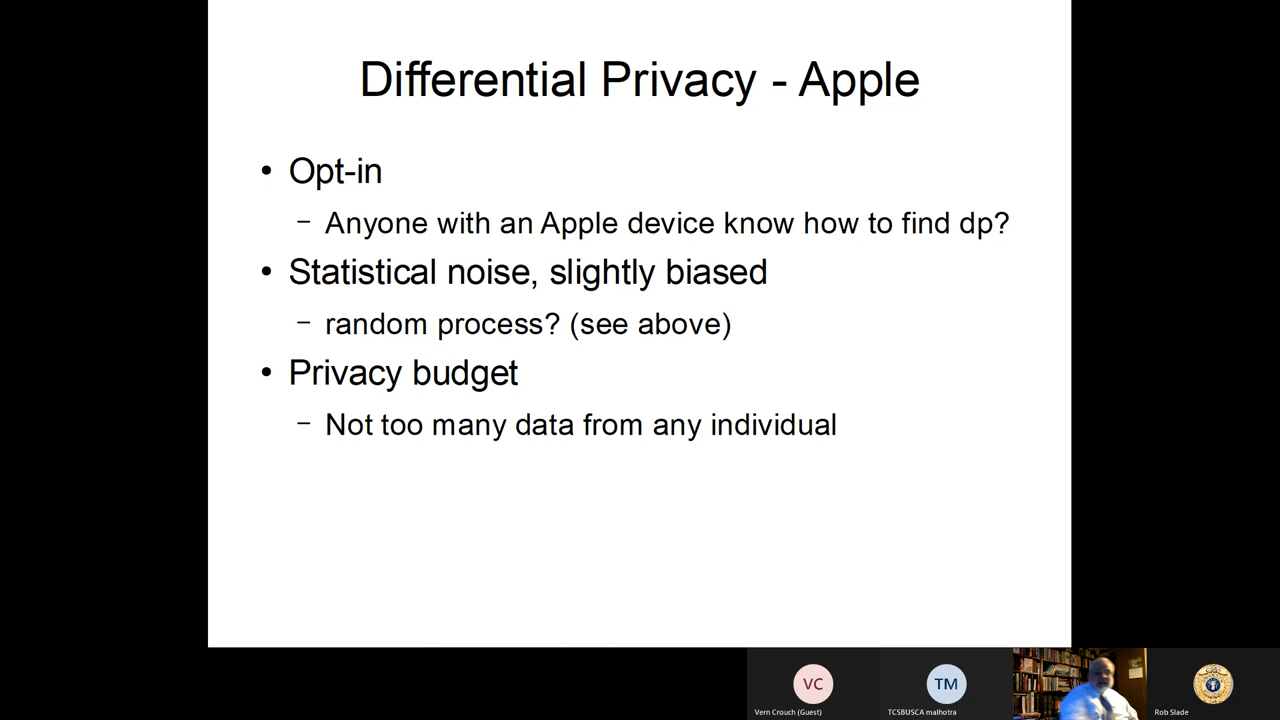 Differential Privacy - Apple
• Opt-in
– Anyone with an Apple device know how to find dp?
• Statistical noise, slightly biased
– random process? (see above)
• Privacy budget
– Not too many data from any individual
VC
TM
Vern Crouch (Guest)
TCSBUSCA malhotra
Rob Slade